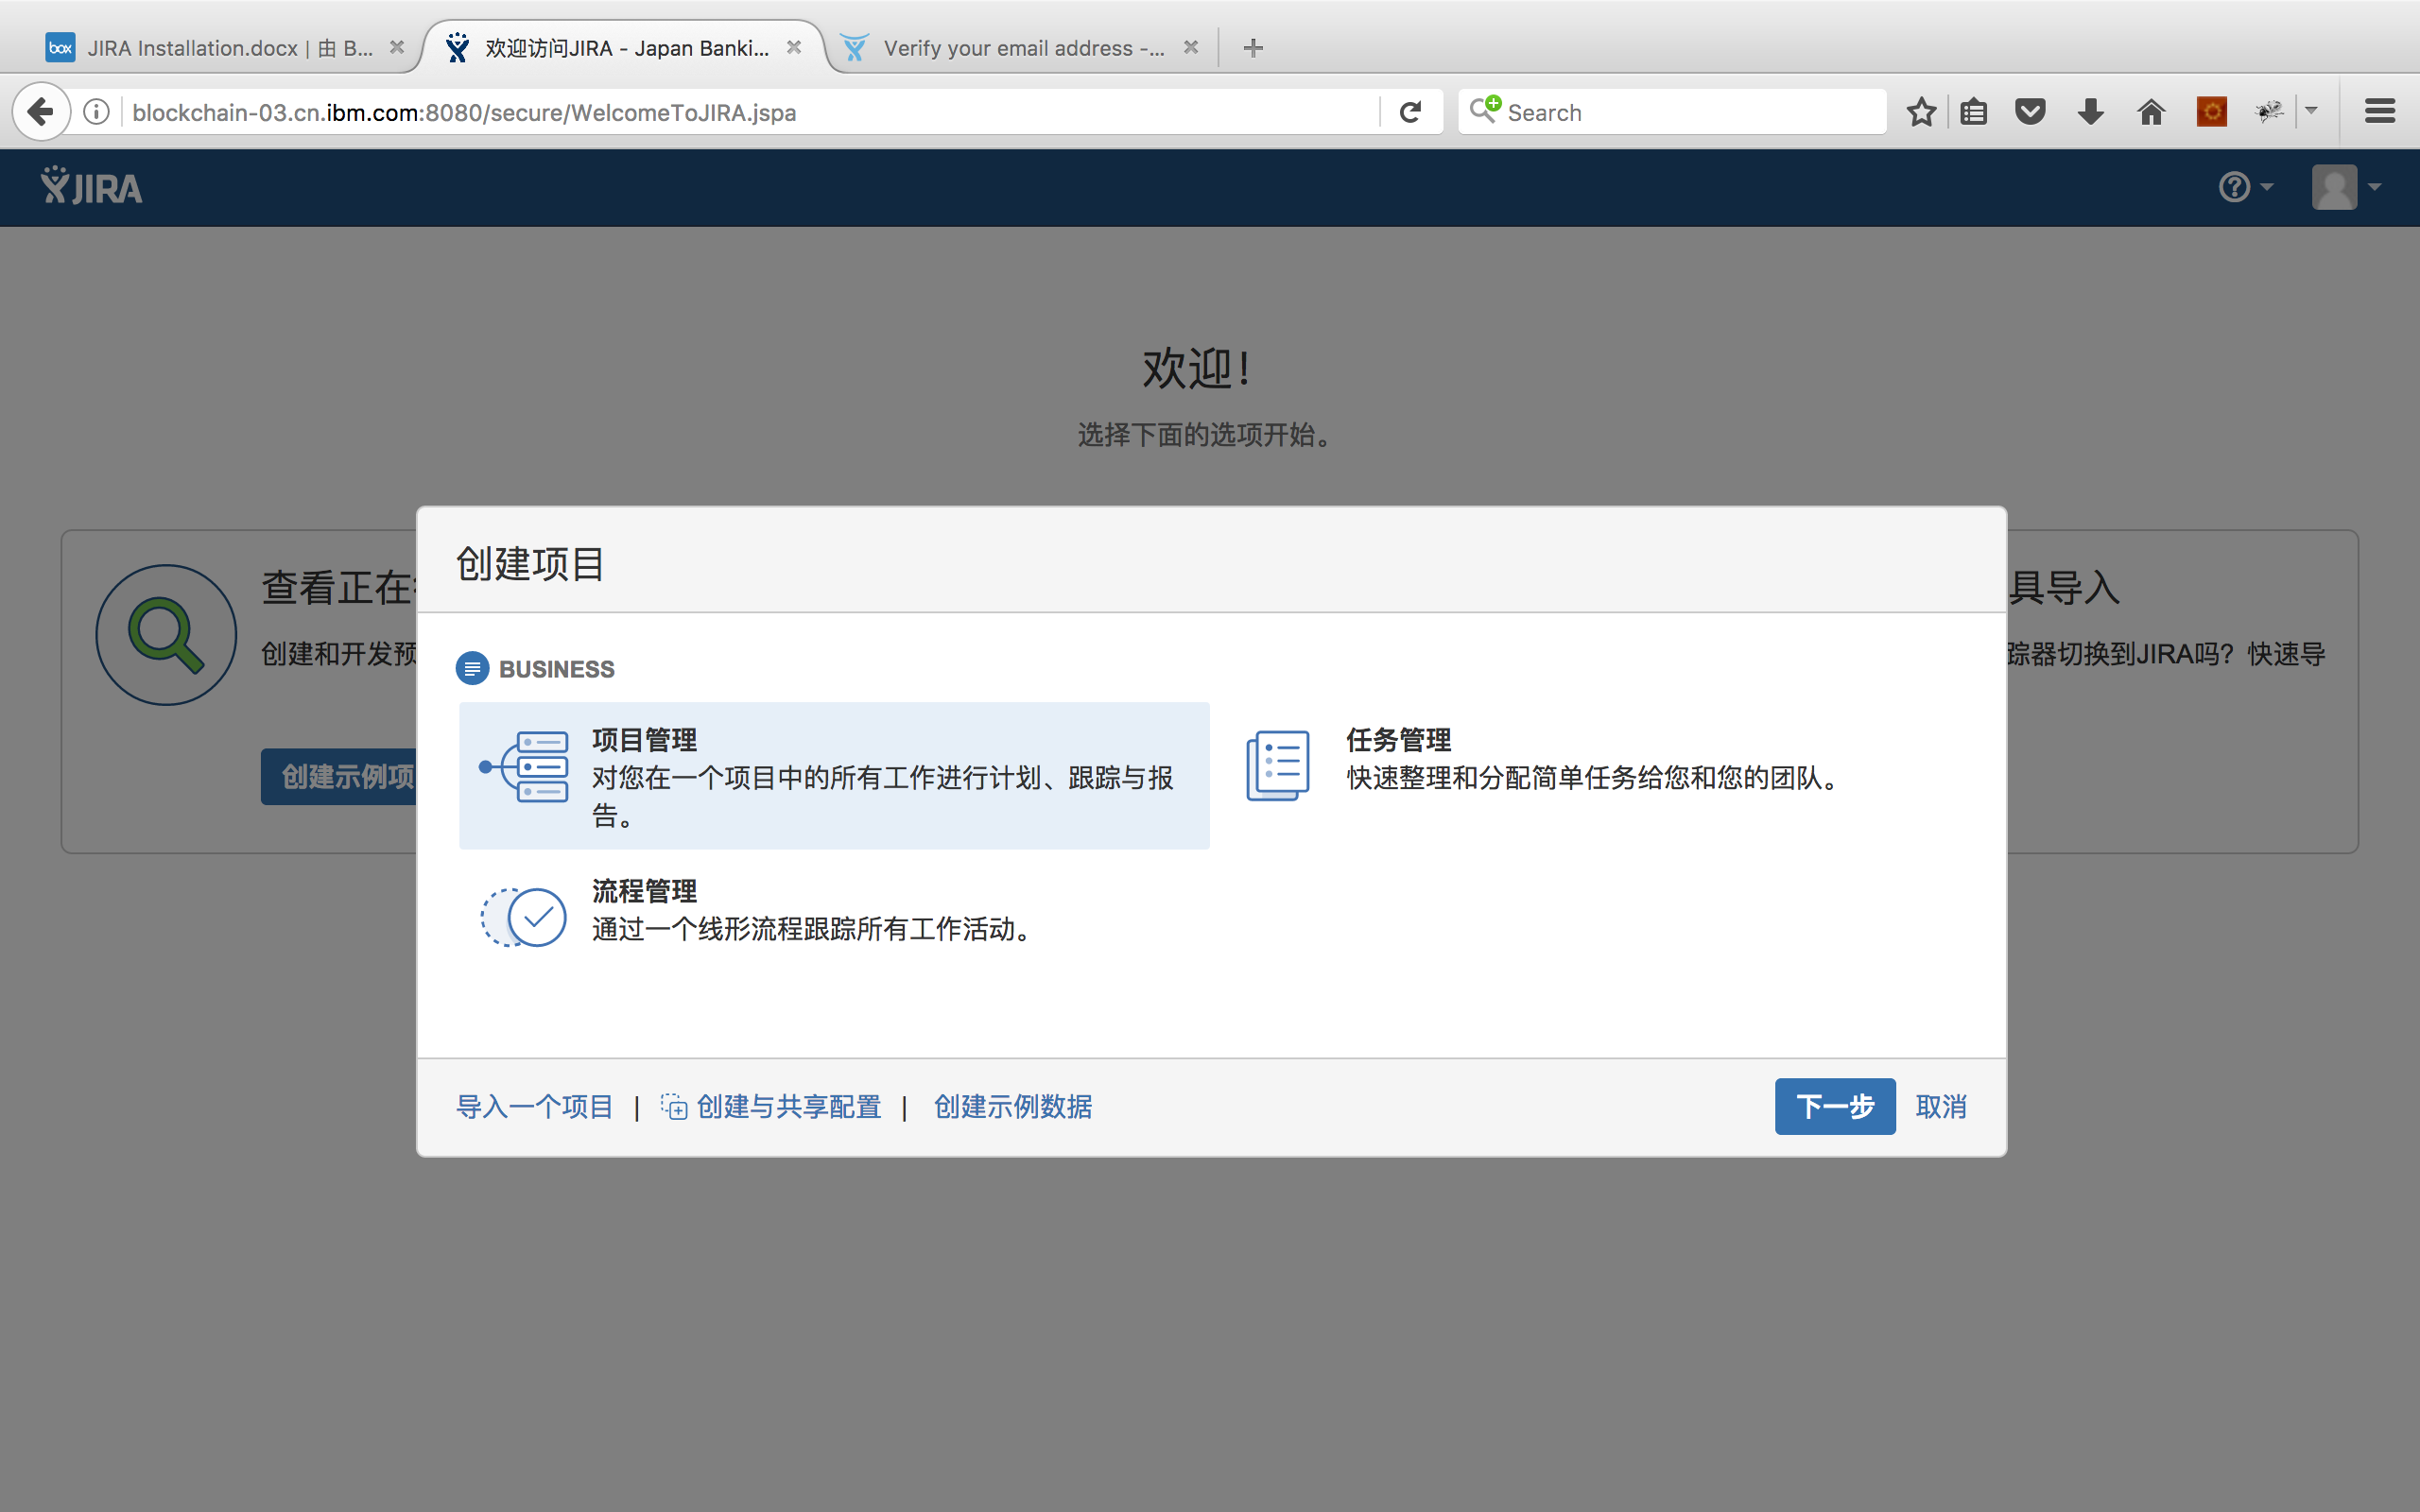 JIRA Installation.docx | 由 B...
欢迎访问JIRA - Japan Banki...
Verify your email address -...
blockchain-03.cn.ibm.com:8080/secure/WelcomeToJIRA.jspa
Search
JIRA
欢迎！
选择下面的选项开始。
查看正在
创建和开发预
创建示例项
具导入
踪器切换到JIRA吗？快速导
创建项目
BUSINESS
项目管理
对您在一个项目中的所有工作进行计划、跟踪与报
告。
任务管理
快速整理和分配简单任务给您和您的团队。
流程管理
通过一个线形流程跟踪所有工作活动。
导入一个项目 | 创建与共享配置 | 创建示例数据
下一步 取消